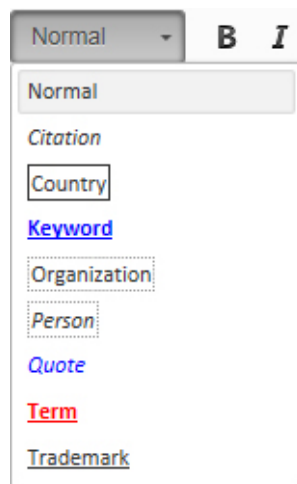 Normal B I
Normal
Citation
Country
Keyword
Organization
Person
Quote
Term
Trademark